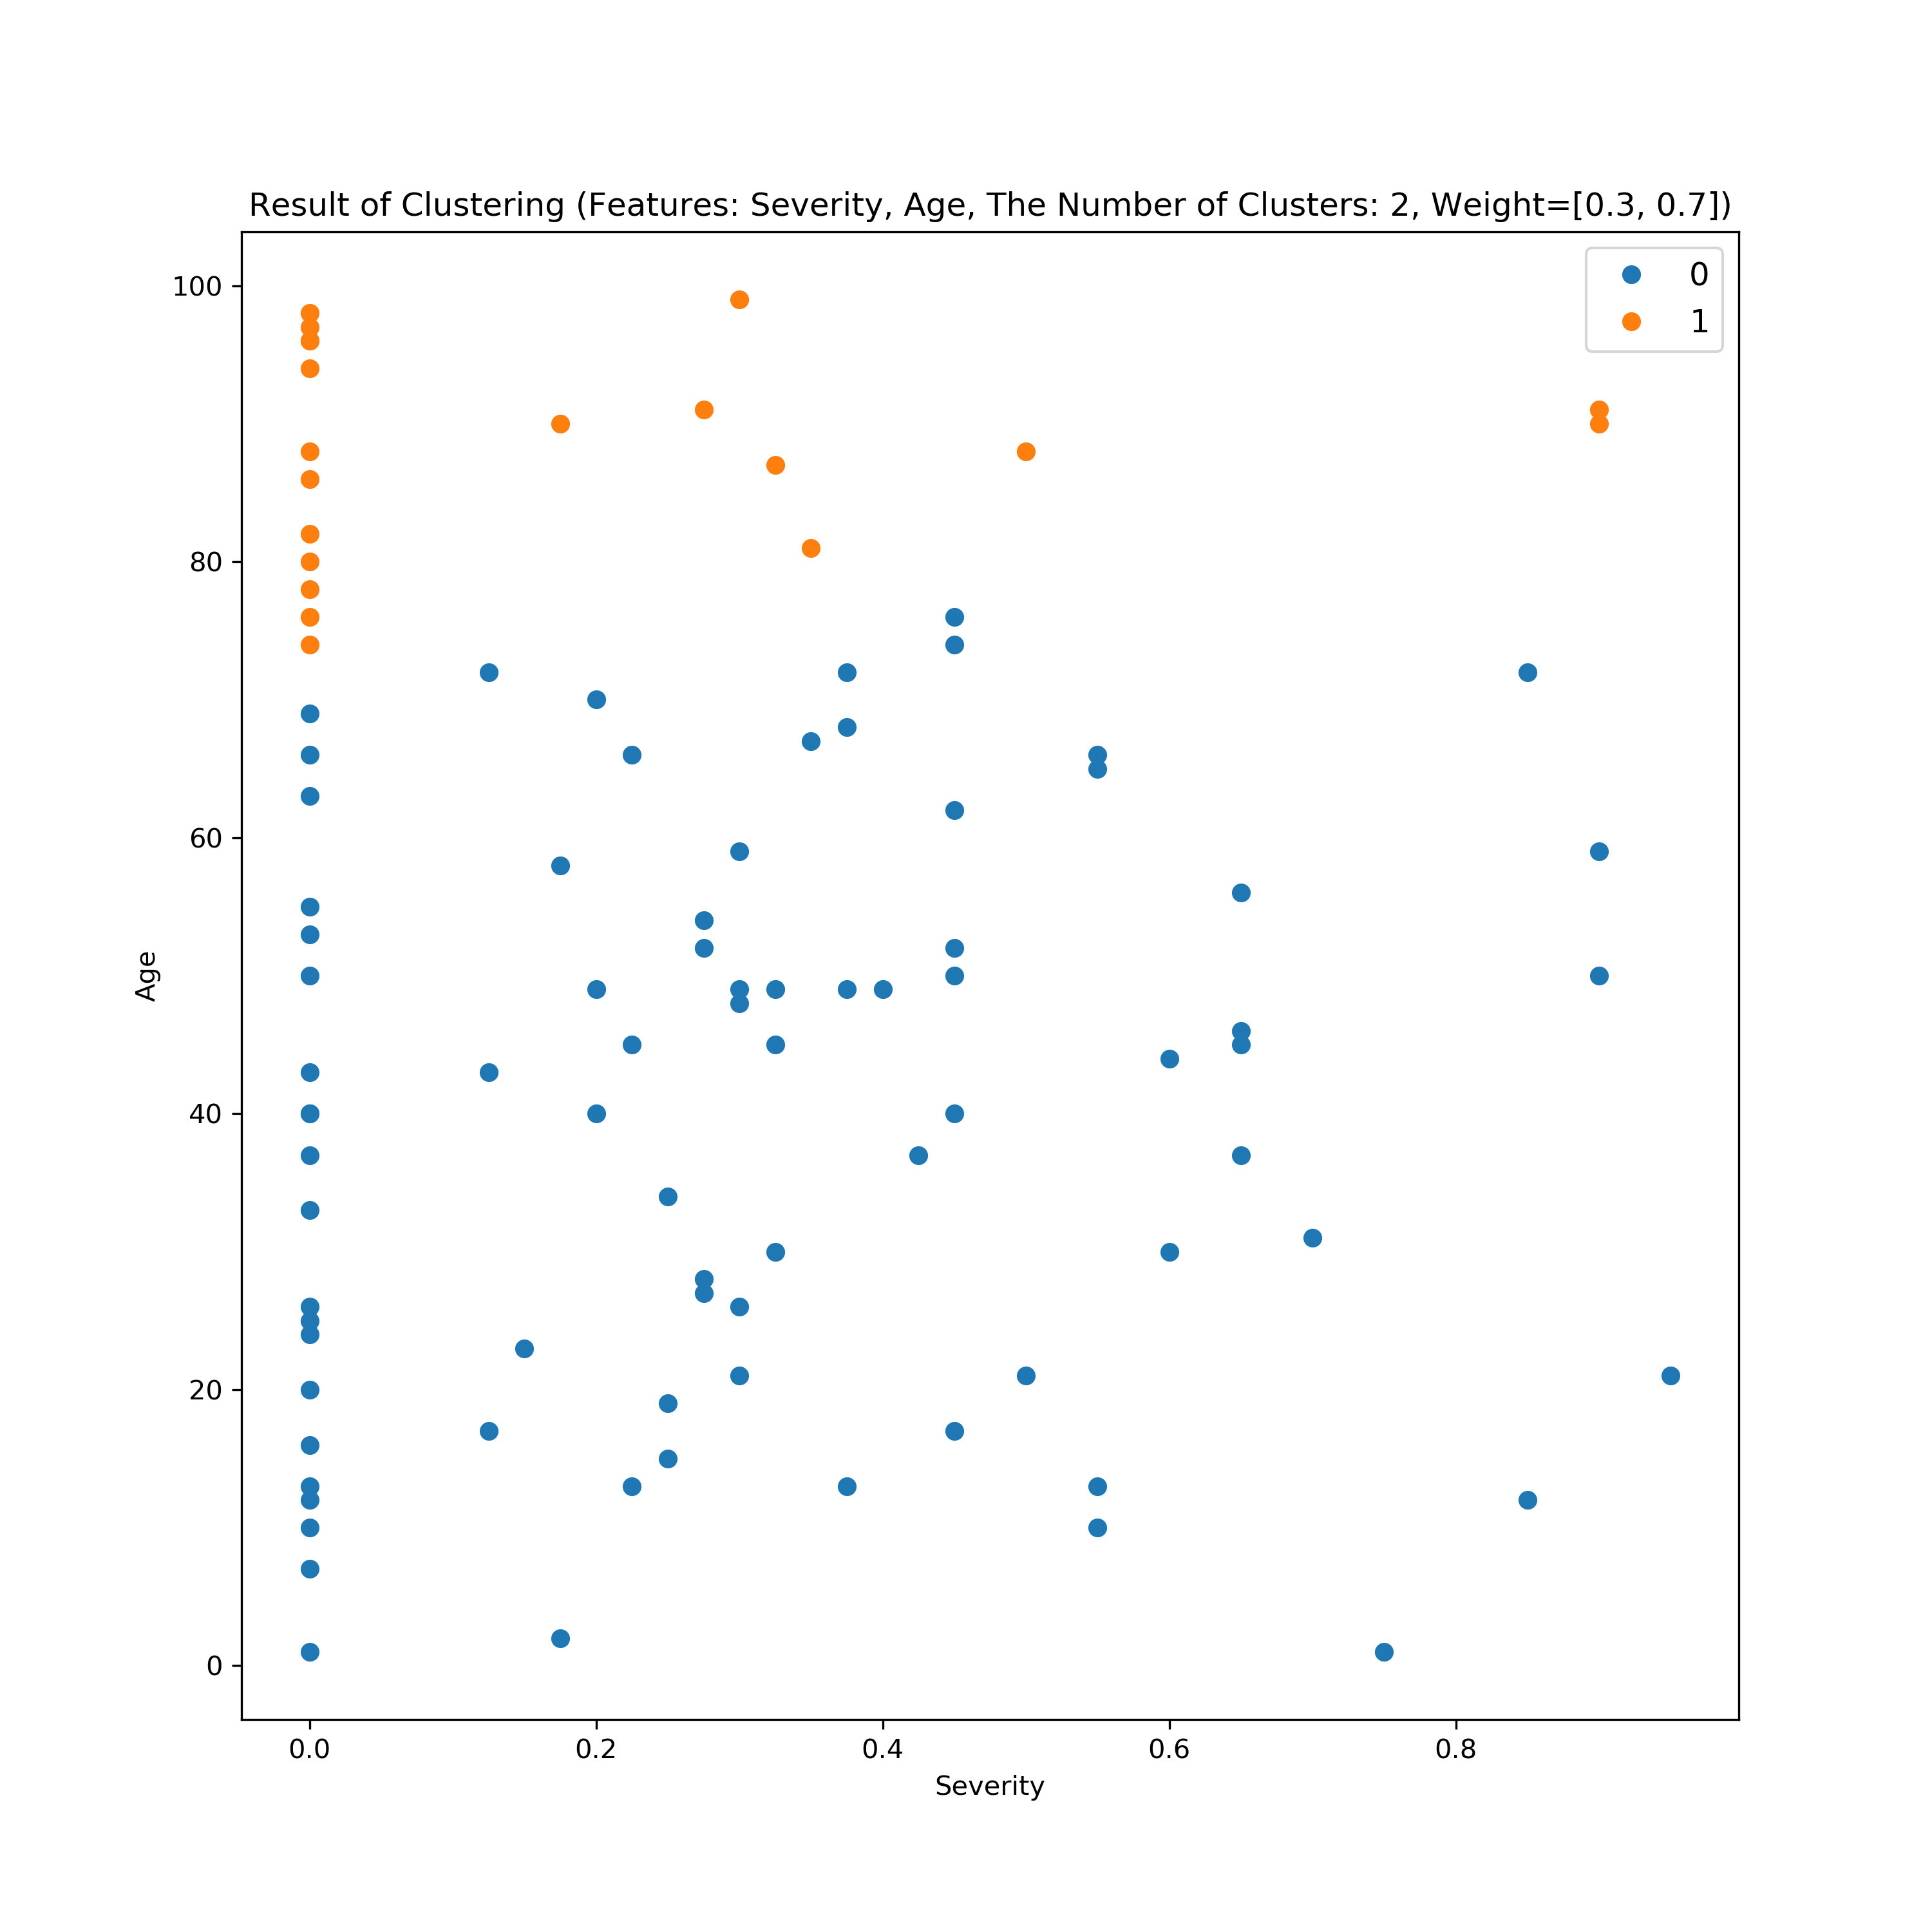 Result of Clustering (Features: Severity, Age, The Number of Clusters: 2, Weight=[0.3, 0.7])
0
1
100
80
60
40
20
0
Age
0.0 0.2 0.4 0.6 0.8
Severity